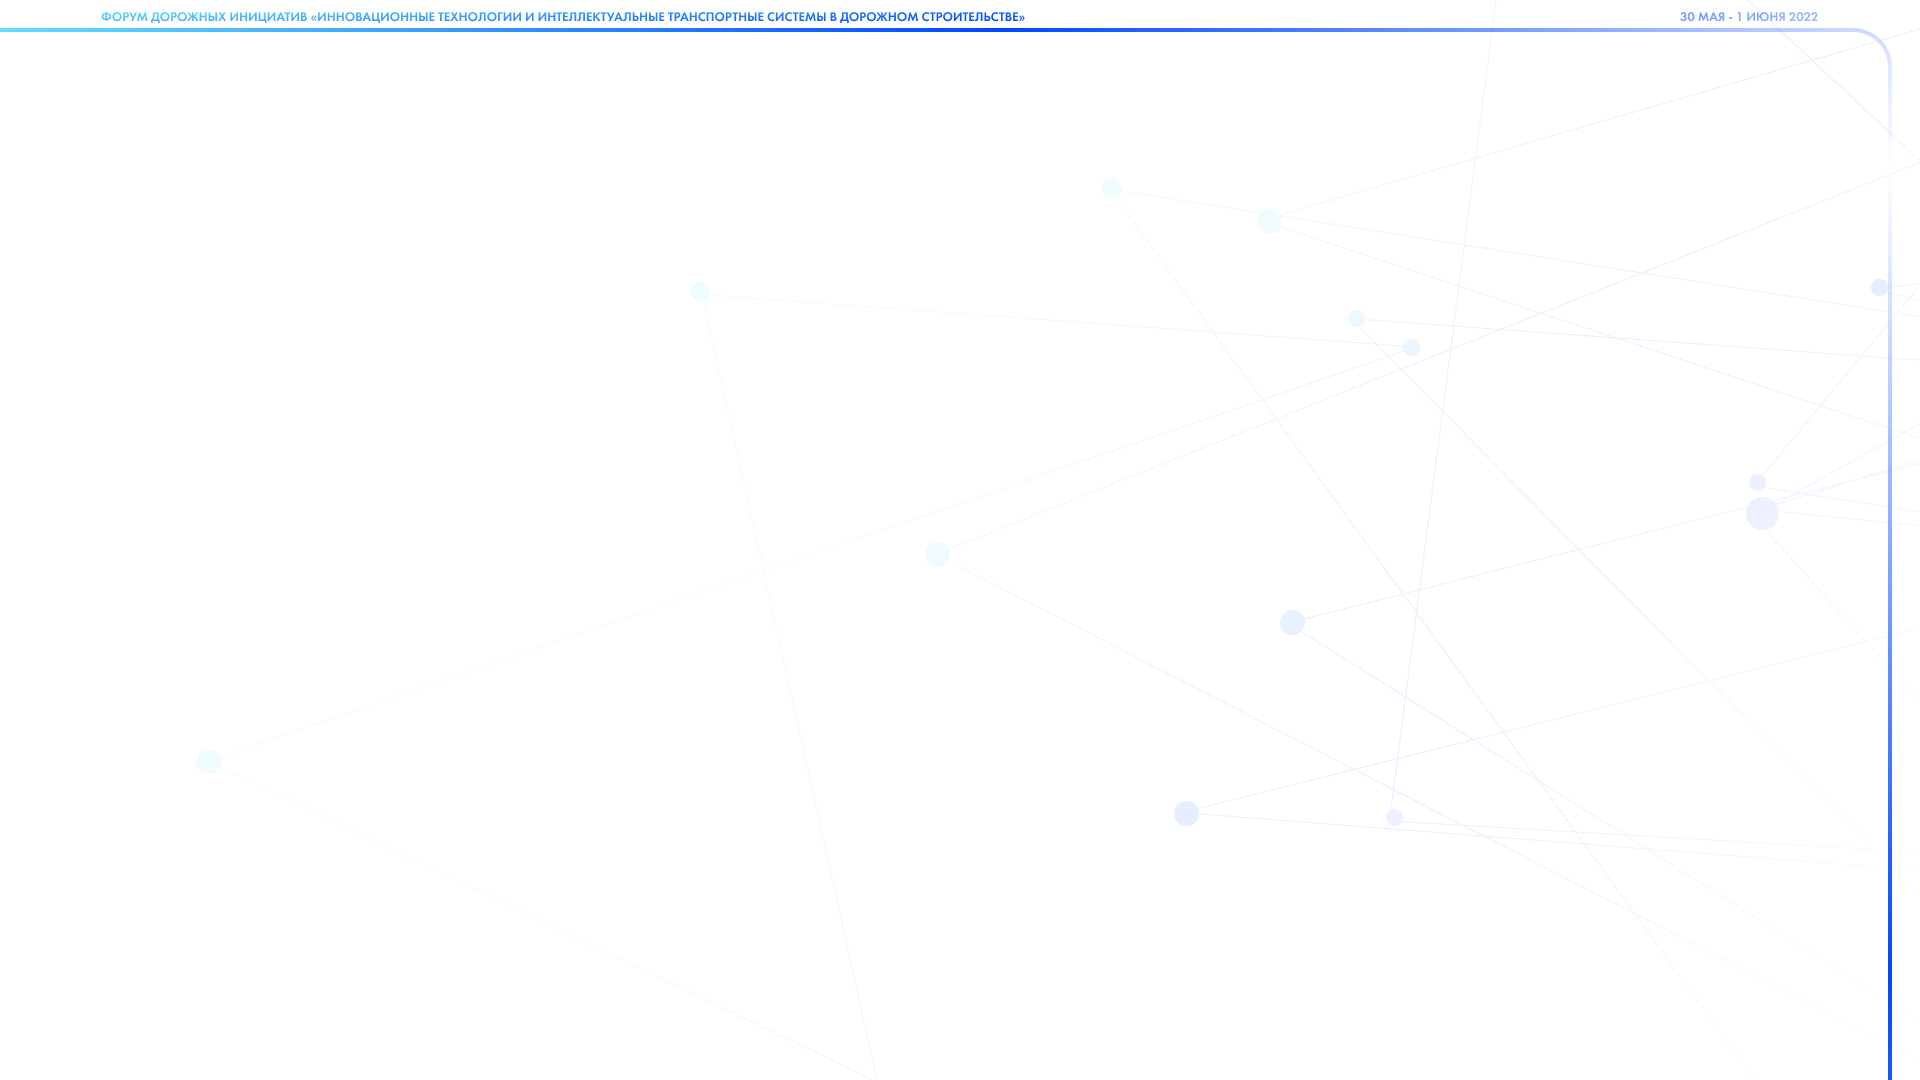 ФОРУМ ДОРОЖНЫХ ИНИЦИАТИВ «ИННОВАЦИОННЫЕ ТЕХНОЛОГИИ И ИНТЕЛЛЕКТУАЛЬНЫЕ ТРАНСПОРТНЫЕ СИСТЕМЫ В ДОРОЖНОМ СТРОИТЕЛЬСТВЕ»
30 МАЯ - 1 ИЮНЯ 2022